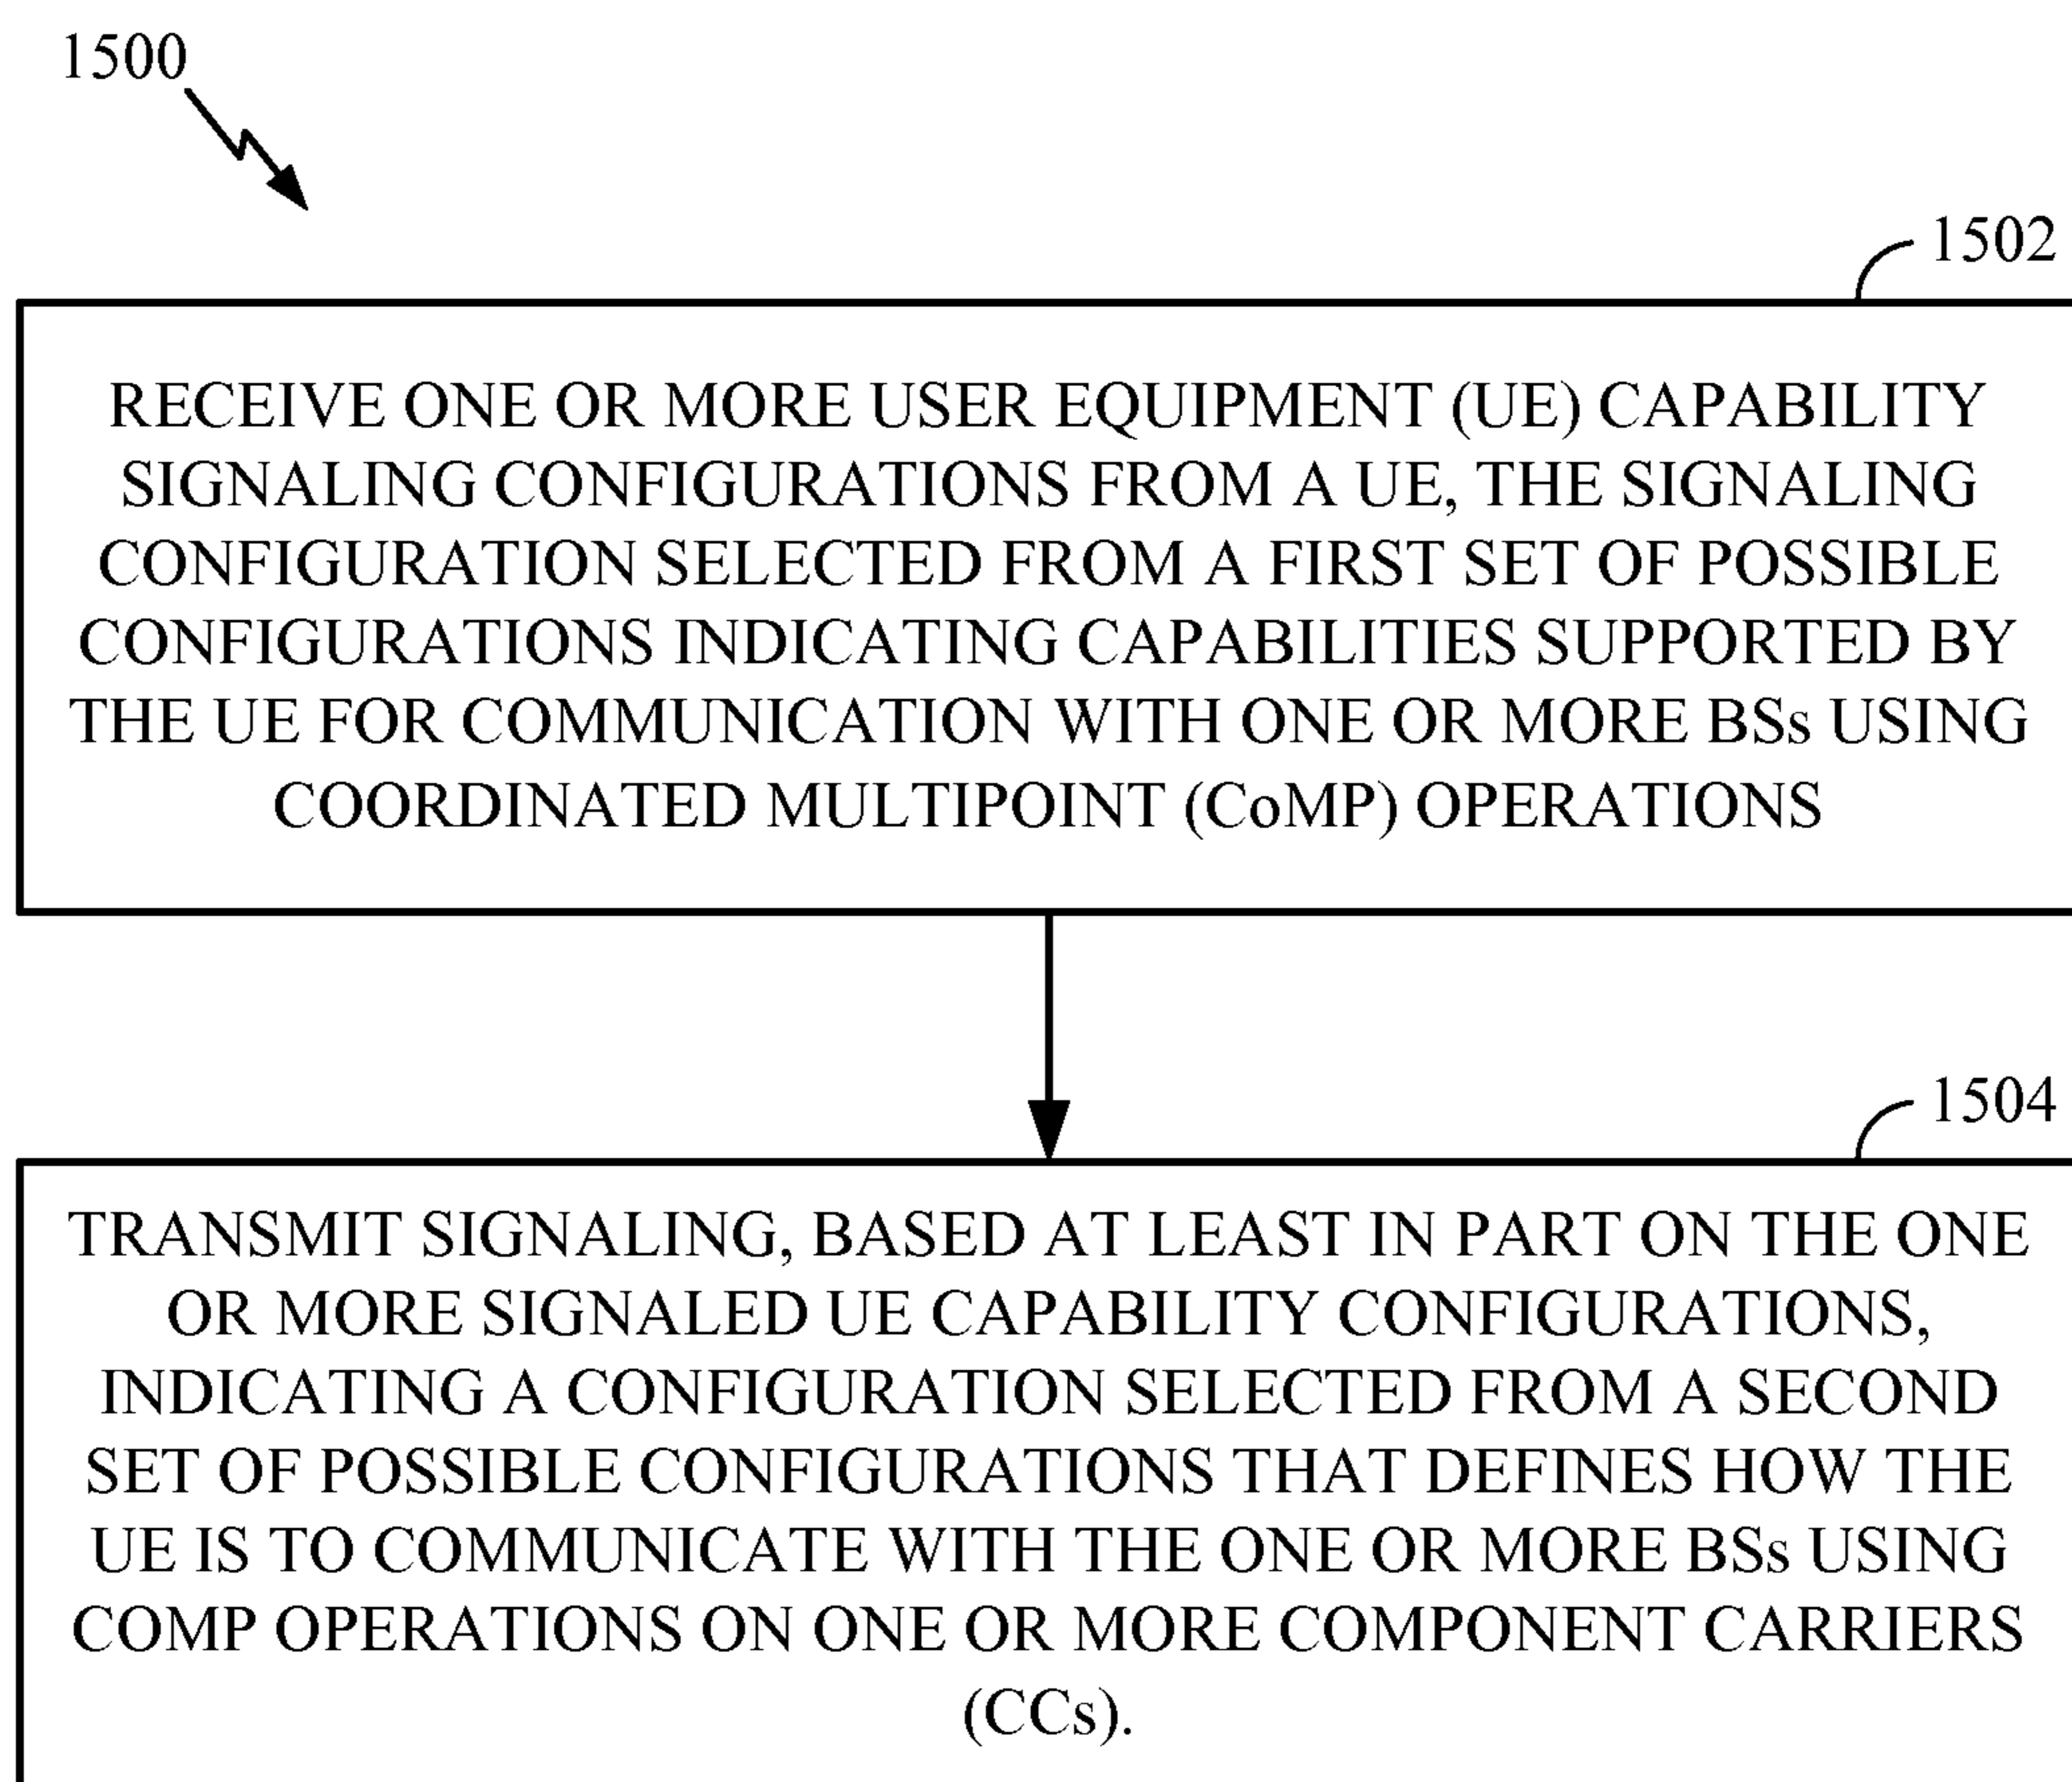 1500
1502
RECEIVE ONE OR MORE USER EQUIPMENT (UE) CAPABILITY
SIGNALING CONFIGURATIONS FROM A UE, THE SIGNALING
CONFIGURATION SELECTED FROM A FIRST SET OF POSSIBLE
CONFIGURATIONS INDICATING CAPABILITIES SUPPORTED BY
THE UE FOR COMMUNICATION WITH ONE OR MORE BSs USING
COORDINATED MULTIPOINT (CoMP) OPERATIONS
1504
TRANSMIT SIGNALING, BASED AT LEAST IN PART ON THE ONE
OR MORE SIGNALED UE CAPABILITY CONFIGURATIONS,
INDICATING A CONFIGURATION SELECTED FROM A SECOND
SET OF POSSIBLE CONFIGURATIONS THAT DEFINES HOW THE
UE IS TO COMMUNICATE WITH THE ONE OR MORE BSs USING
COMP OPERATIONS ON ONE OR MORE COMPONENT CARRIERS
(CCs).